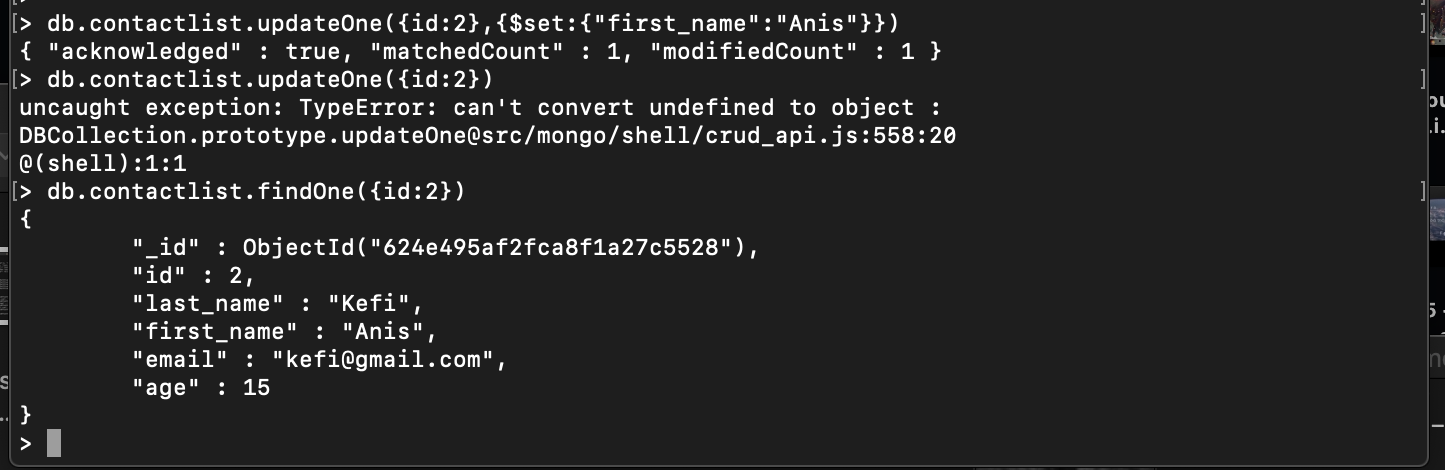 [> db.contactlist.updateOne({id:2},{$set:{"first_name":"Anis"}}) ]
{ "acknowledged" : true, "matchedCount" : 1, "modifiedCount" : 1 }
[> db.contactlist.updateOne({id:2}) ]
uncaught exception: TypeError: can't convert undefined to object :
DBCollection.prototype.updateOne@src/mongo/shell/crud_api.js:558:20
@(shell):1:1
[> db.contactlist.findOne({id:2}) ]
{
"_id" : ObjectId("624e495af2fca8f1a27c5528"),
"id" : 2,
"last_name" : "Kefi",
"first_name" : "Anis",
"email" : "kefi@gmail.com",
"age" : 15
}
>